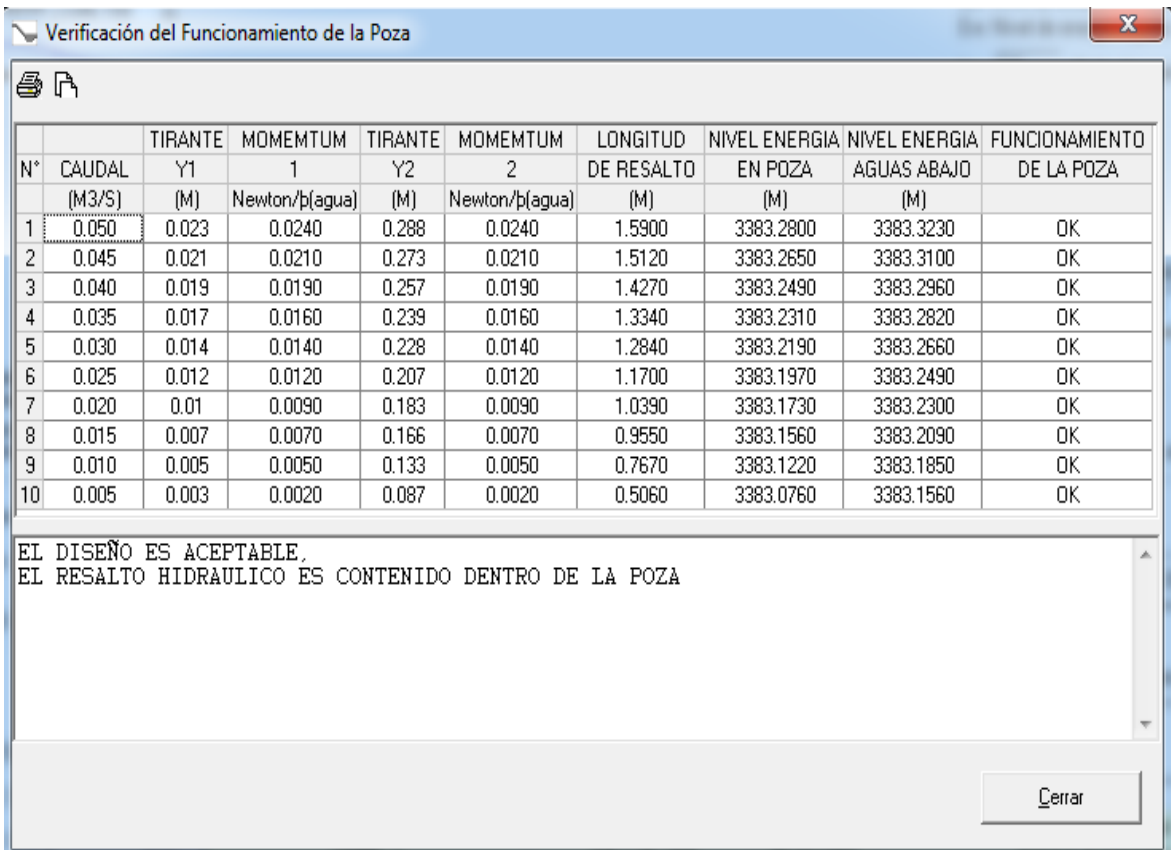 Verificación del Funcionamiento de la Poza
X
TIRANTE MOMEMTUM TIRANTE MOMEMTUM LONGITUD NIVEL ENERGIA NIVEL ENERGIA FUNCIONAMIENTO
N° CAUDAL Y1 1 Y2 2 DE RESALTO EN POZA AGUAS ABAJO DE LA POZA
(M3/S) (M) Newton/þ(agua) (M) Newton/þ(agua) (M) (M) (M)
1 0.050 0.023 0.0240 0.288 0.0240 1.5900 3383.2800 3383.3230 OK
2 0.045 0.021 0.0210 0.273 0.0210 1.5120 3383.2650 3383.3100 OK
3 0.040 0.019 0.0190 0.257 0.0190 1.4270 3383.2490 3383.2960 OK
4 0.035 0.017 0.0160 0.239 0.0160 1.3340 3383.2310 3383.2820 OK
5 0.030 0.014 0.0140 0.228 0.0140 1.2840 3383.2190 3383.2660 OK
6 0.025 0.012 0.0120 0.207 0.0120 1.1700 3383.1970 3383.2490 OK
7 0.020 0.01 0.0090 0.183 0.0090 1.0390 3383.1730 3383.2300 OK
8 0.015 0.007 0.0070 0.166 0.0070 0.9550 3383.1560 3383.2090 OK
9 0.010 0.005 0.0050 0.133 0.0050 0.7670 3383.1220 3383.1850 OK
10 0.005 0.003 0.0020 0.087 0.0020 0.5060 3383.0760 3383.1560 OK
EL DISEÑO ES ACEPTABLE,
EL RESALTO HIDRAULICO ES CONTENIDO DENTRO DE LA POZA
Cerrar